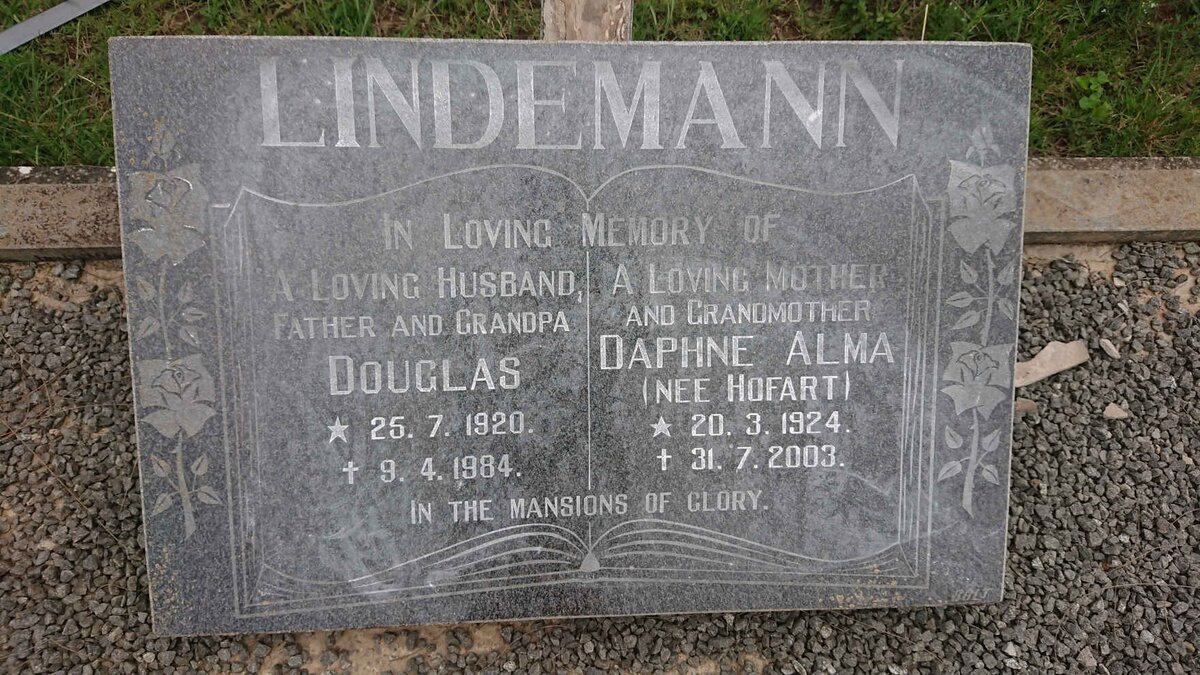 LINDEMANN
IN LOVING MEMORY OF
A LOVING HUSBAND,
FATHER AND GRANDPA
DOUGLAS
★ 25. 7. 1920.
✝ 9. 4. 1984.
A LOVING MOTHER
AND GRANDMOTHER
DAPHNE ALMA
(NEE HOFART)
★ 20. 3. 1924.
✝ 31. 7. 2003.
IN THE MANSIONS OF GLORY.